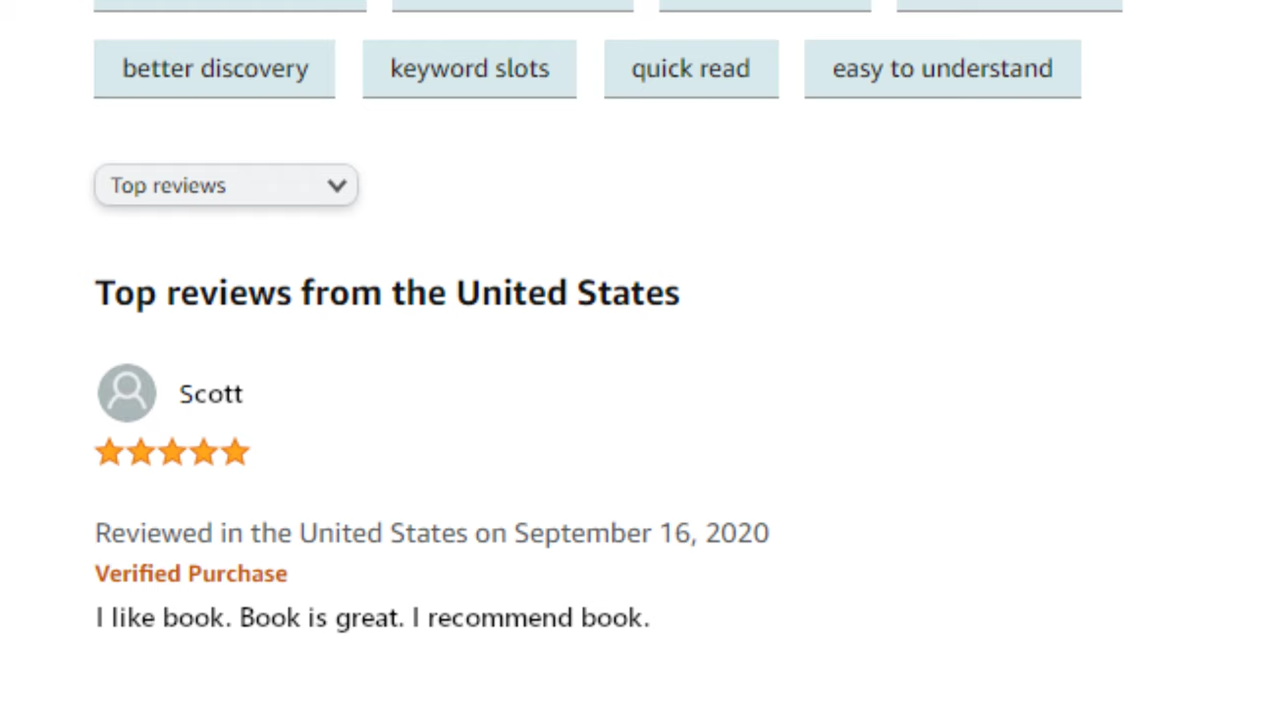 better discovery keyword slots quick read easy to understand
Top reviews
Top reviews from the United States
Scott
Reviewed in the United States on September 16, 2020
Verified Purchase
I like book. Book is great. I recommend book.